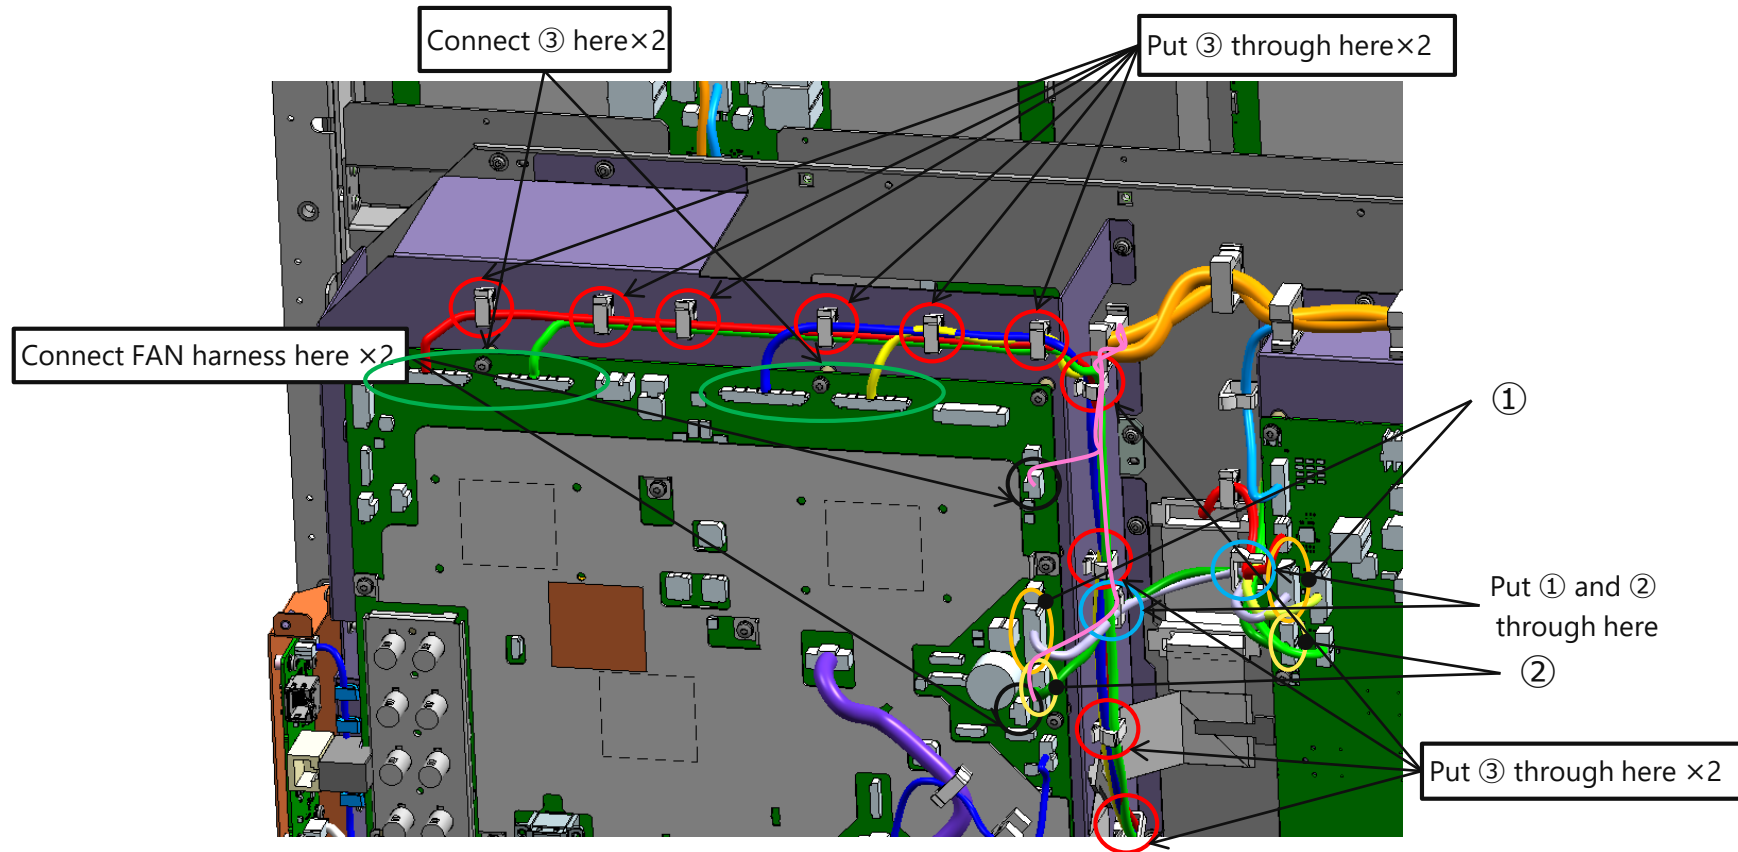 Connect ③ here×2
Put ③ through here×2
Connect FAN harness here ×2
①
Put ① and ②
through here
②
Put ③ through here ×2